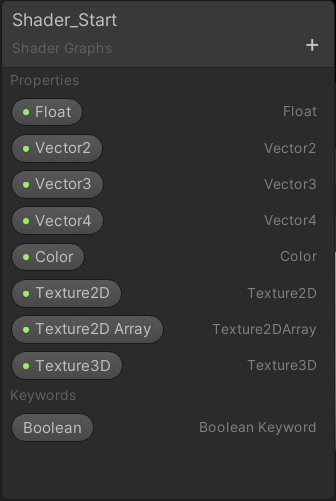 Shader_Start
Shader Graphs +
Properties
Float Float
Vector2 Vector2
Vector3 Vector3
Vector4 Vector4
Color Color
Texture2D Texture2D
Texture2D Array Texture2DArray
Texture3D Texture3D
Keywords
Boolean Boolean Keyword